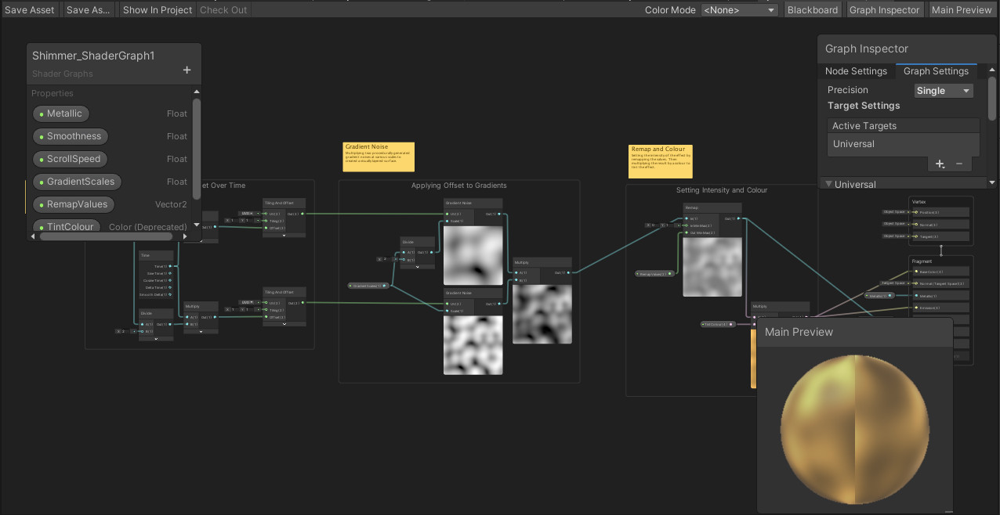 Save Asset
Save As...
Show In Project
Check Out
Color Mode
<None>
Blackboard
Graph Inspector
Main Preview
Shimmer_ShaderGraph1
Shader Graphs
+
Properties
Metallic Float
Smoothness Float
ScrollSpeed Float
GradientScales Float
RemapValues Vector2
TintColour Color (Deprecated)
Graph Inspector
Node Settings
Graph Settings
Precision Single
Target Settings
Active Targets
Universal
+ −
Universal
Gradient Noise
Remap and Colour
et Over Time
Tiling And Offset
UV(2) Out(2)
Tiling(2)
Offset(2)
Time
Time(1)
Sine Time(1)
Cosine Time(1)
Delta Time(1)
Smooth Delta(1)
Multiply
A(1) Out(1)
B(1)
Divide
A(1) Out(1)
B(1)
X 2
Tiling And Offset
UV(2) Out(2)
Tiling(2)
Offset(2)
Applying Offset to Gradients
Gradient Noise
UV(2) Out(1)
Scale(1)
Divide
A(1) Out(1)
B(1)
GradientScales(1)
Gradient Noise
UV(2) Out(1)
Scale(1)
Multiply
A(1) Out(1)
B(1)
Setting Intensity and Colour
Remap
In(1) Out(1)
In Min Max(2)
Out Min Max(2)
X 0 Y 1
RemapValues(2)
Multiply
TintColour(4)
Vertex
Object Space Position(3)
Object Space Normal(3)
Object Space Tangent(3)
Fragment
Base Color(3)
Tangent Space Normal (Tangent Space)(3)
Metallic(1) Metallic(1)
Emission(3)
Main Preview